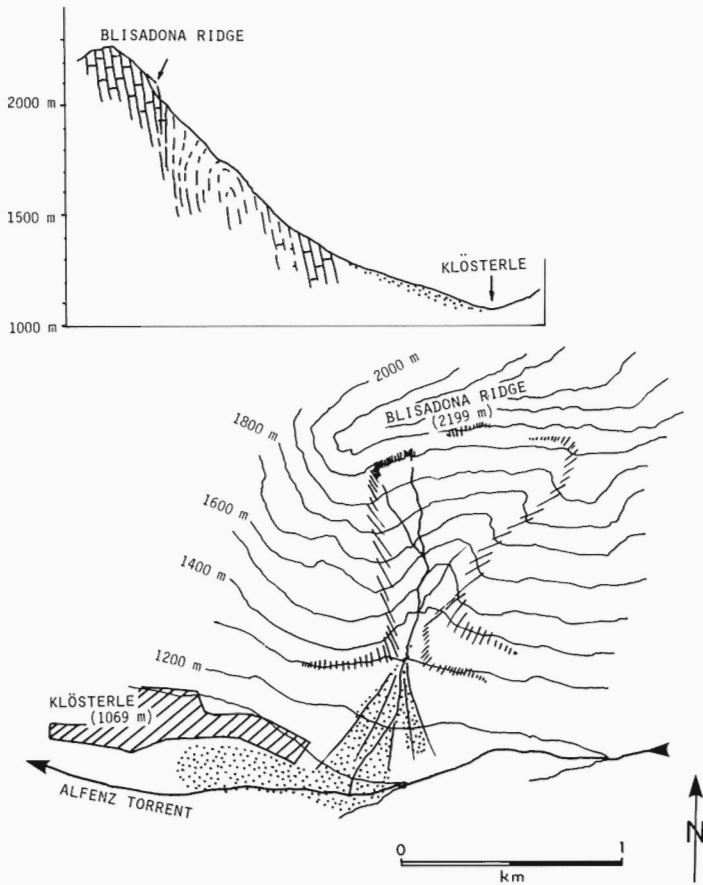 BLISADONA RIDGE
2000 m
1500 m
KLÖSTERLE
1000 m
2000 m
BLISADONA RIDGE
(2199 m)
1800 m
1600 m
1400 m
1200 m
KLÖSTERLE
(1069 m)
ALFENZ TORRENT
N
0 1
km